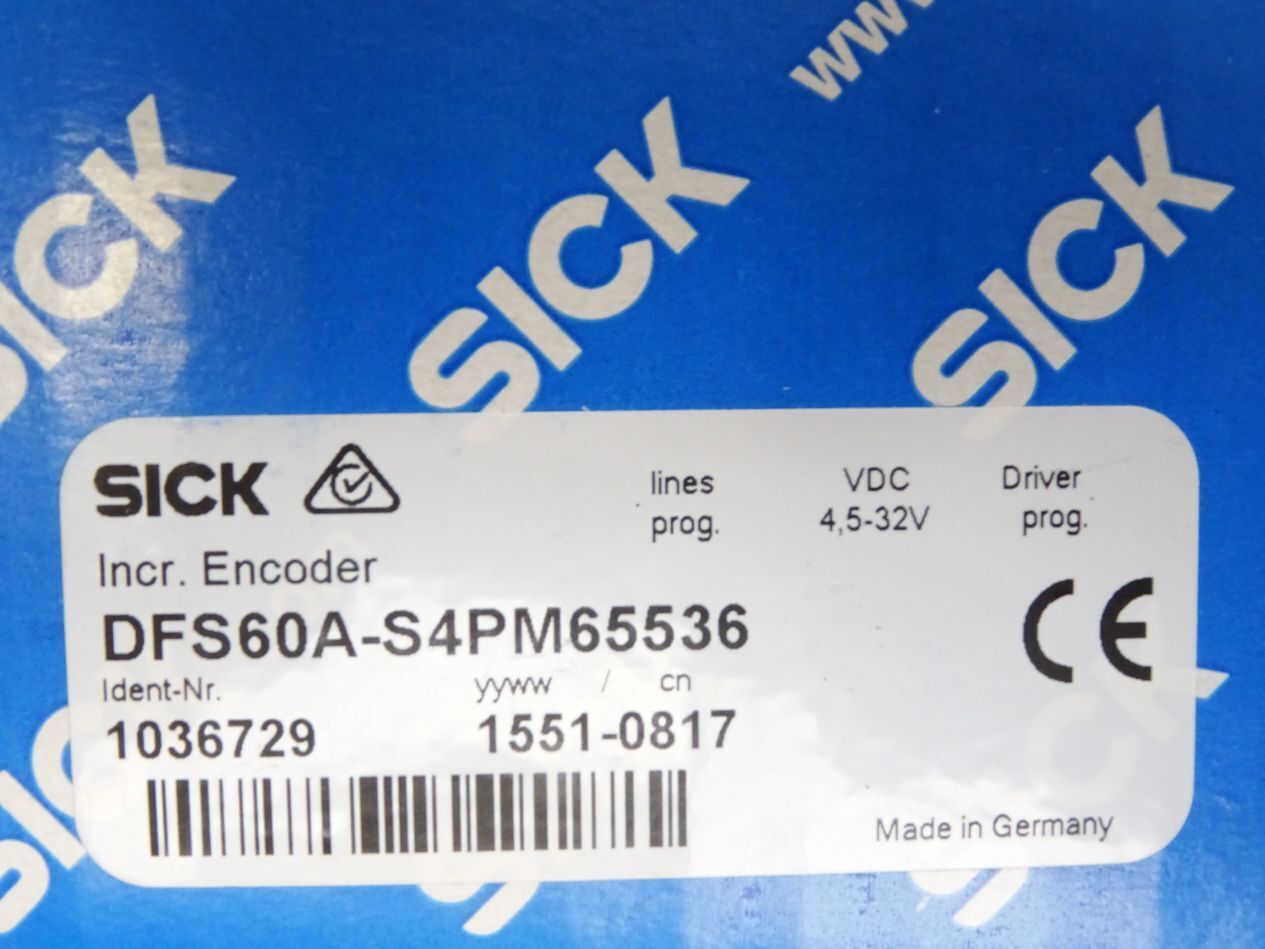 www
SICK
SICK
SICK
SICK
lines
VDC
Driver
prog.
4,5-32V
prog.
Incr. Encoder
DFS60A-S4PM65536
CE
Ident-Nr.
yyww / cn
1036729
1551-0817
Made in Germany